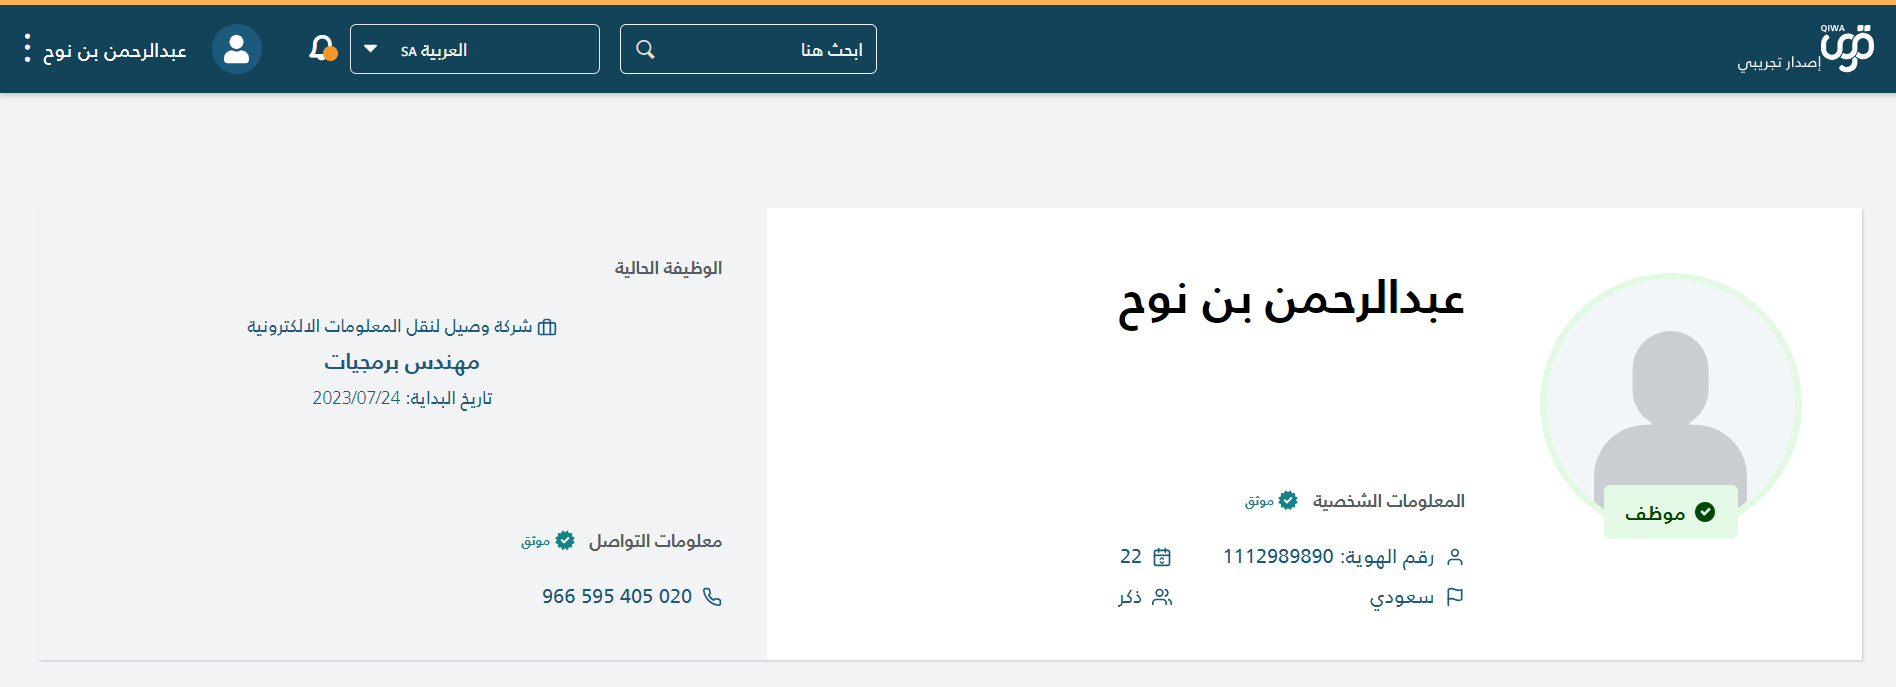 QIWA
قوى
إصدار تجريبي
ابحث هنا
العربية SA
عبدالرحمن بن نوح
عبدالرحمن بن نوح
موظف
المعلومات الشخصية موثق
رقم الهوية: 1112989890
22
سعودي
ذكر
الوظيفة الحالية
شركة وصيل لنقل المعلومات الالكترونية
مهندس برمجيات
تاريخ البداية: 2023/07/24
معلومات التواصل موثق
966 595 405 020